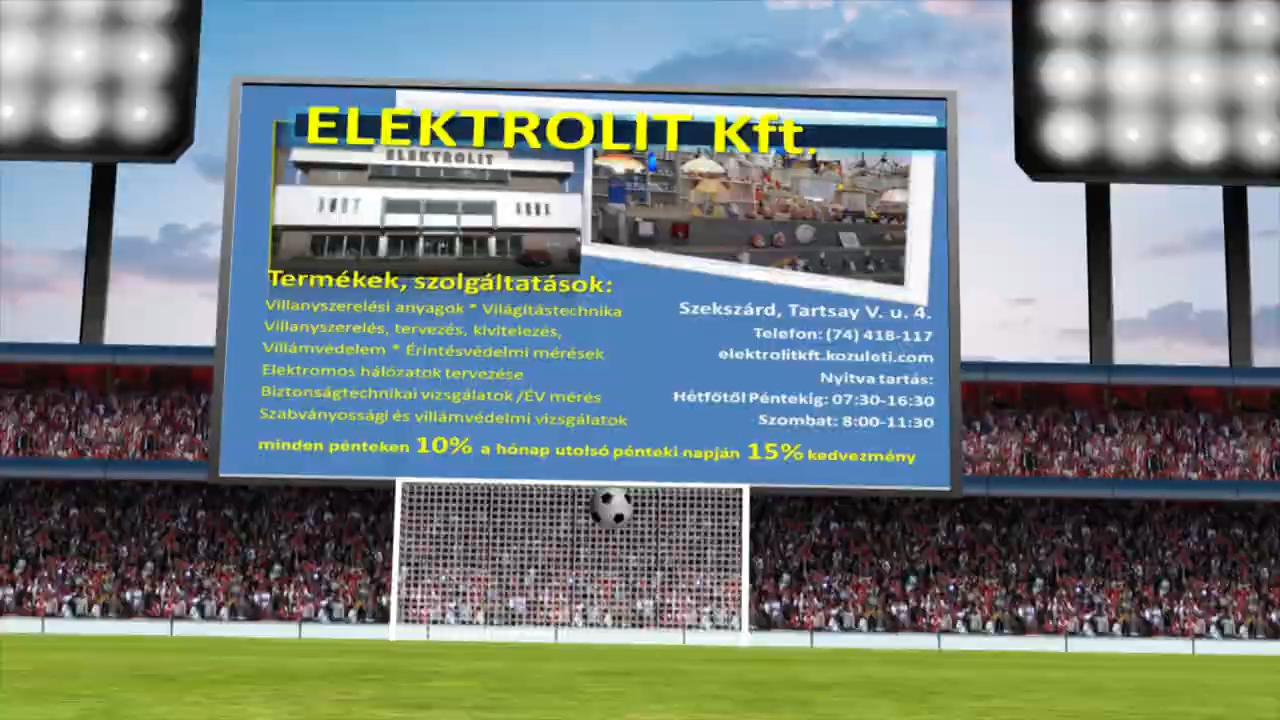 ELEKTROLIT Kft.
ELEKTROLIT
Termékek, szolgáltatások:
Villanyszerelési anyagok * Világítástechnika
Villanyszerelés, tervezés, kivitelezés,
Villámvédelem * Érintésvédelmi mérések
Elektromos hálózatok tervezése
Biztonságtechnikai vizsgálatok /ÉV mérés
Szabványossági és villámvédelmi vizsgálatok
Szekszárd, Tartsay V. u. 4.
Telefon: (74) 418-117
elektrolitkft.kozuleti.com
Nyitva tartás:
Hétfőtől Péntekig: 07:30-16:30
Szombat: 8:00-11:30
minden pénteken 10% a hónap utolsó pénteki napján 15% kedvezmény